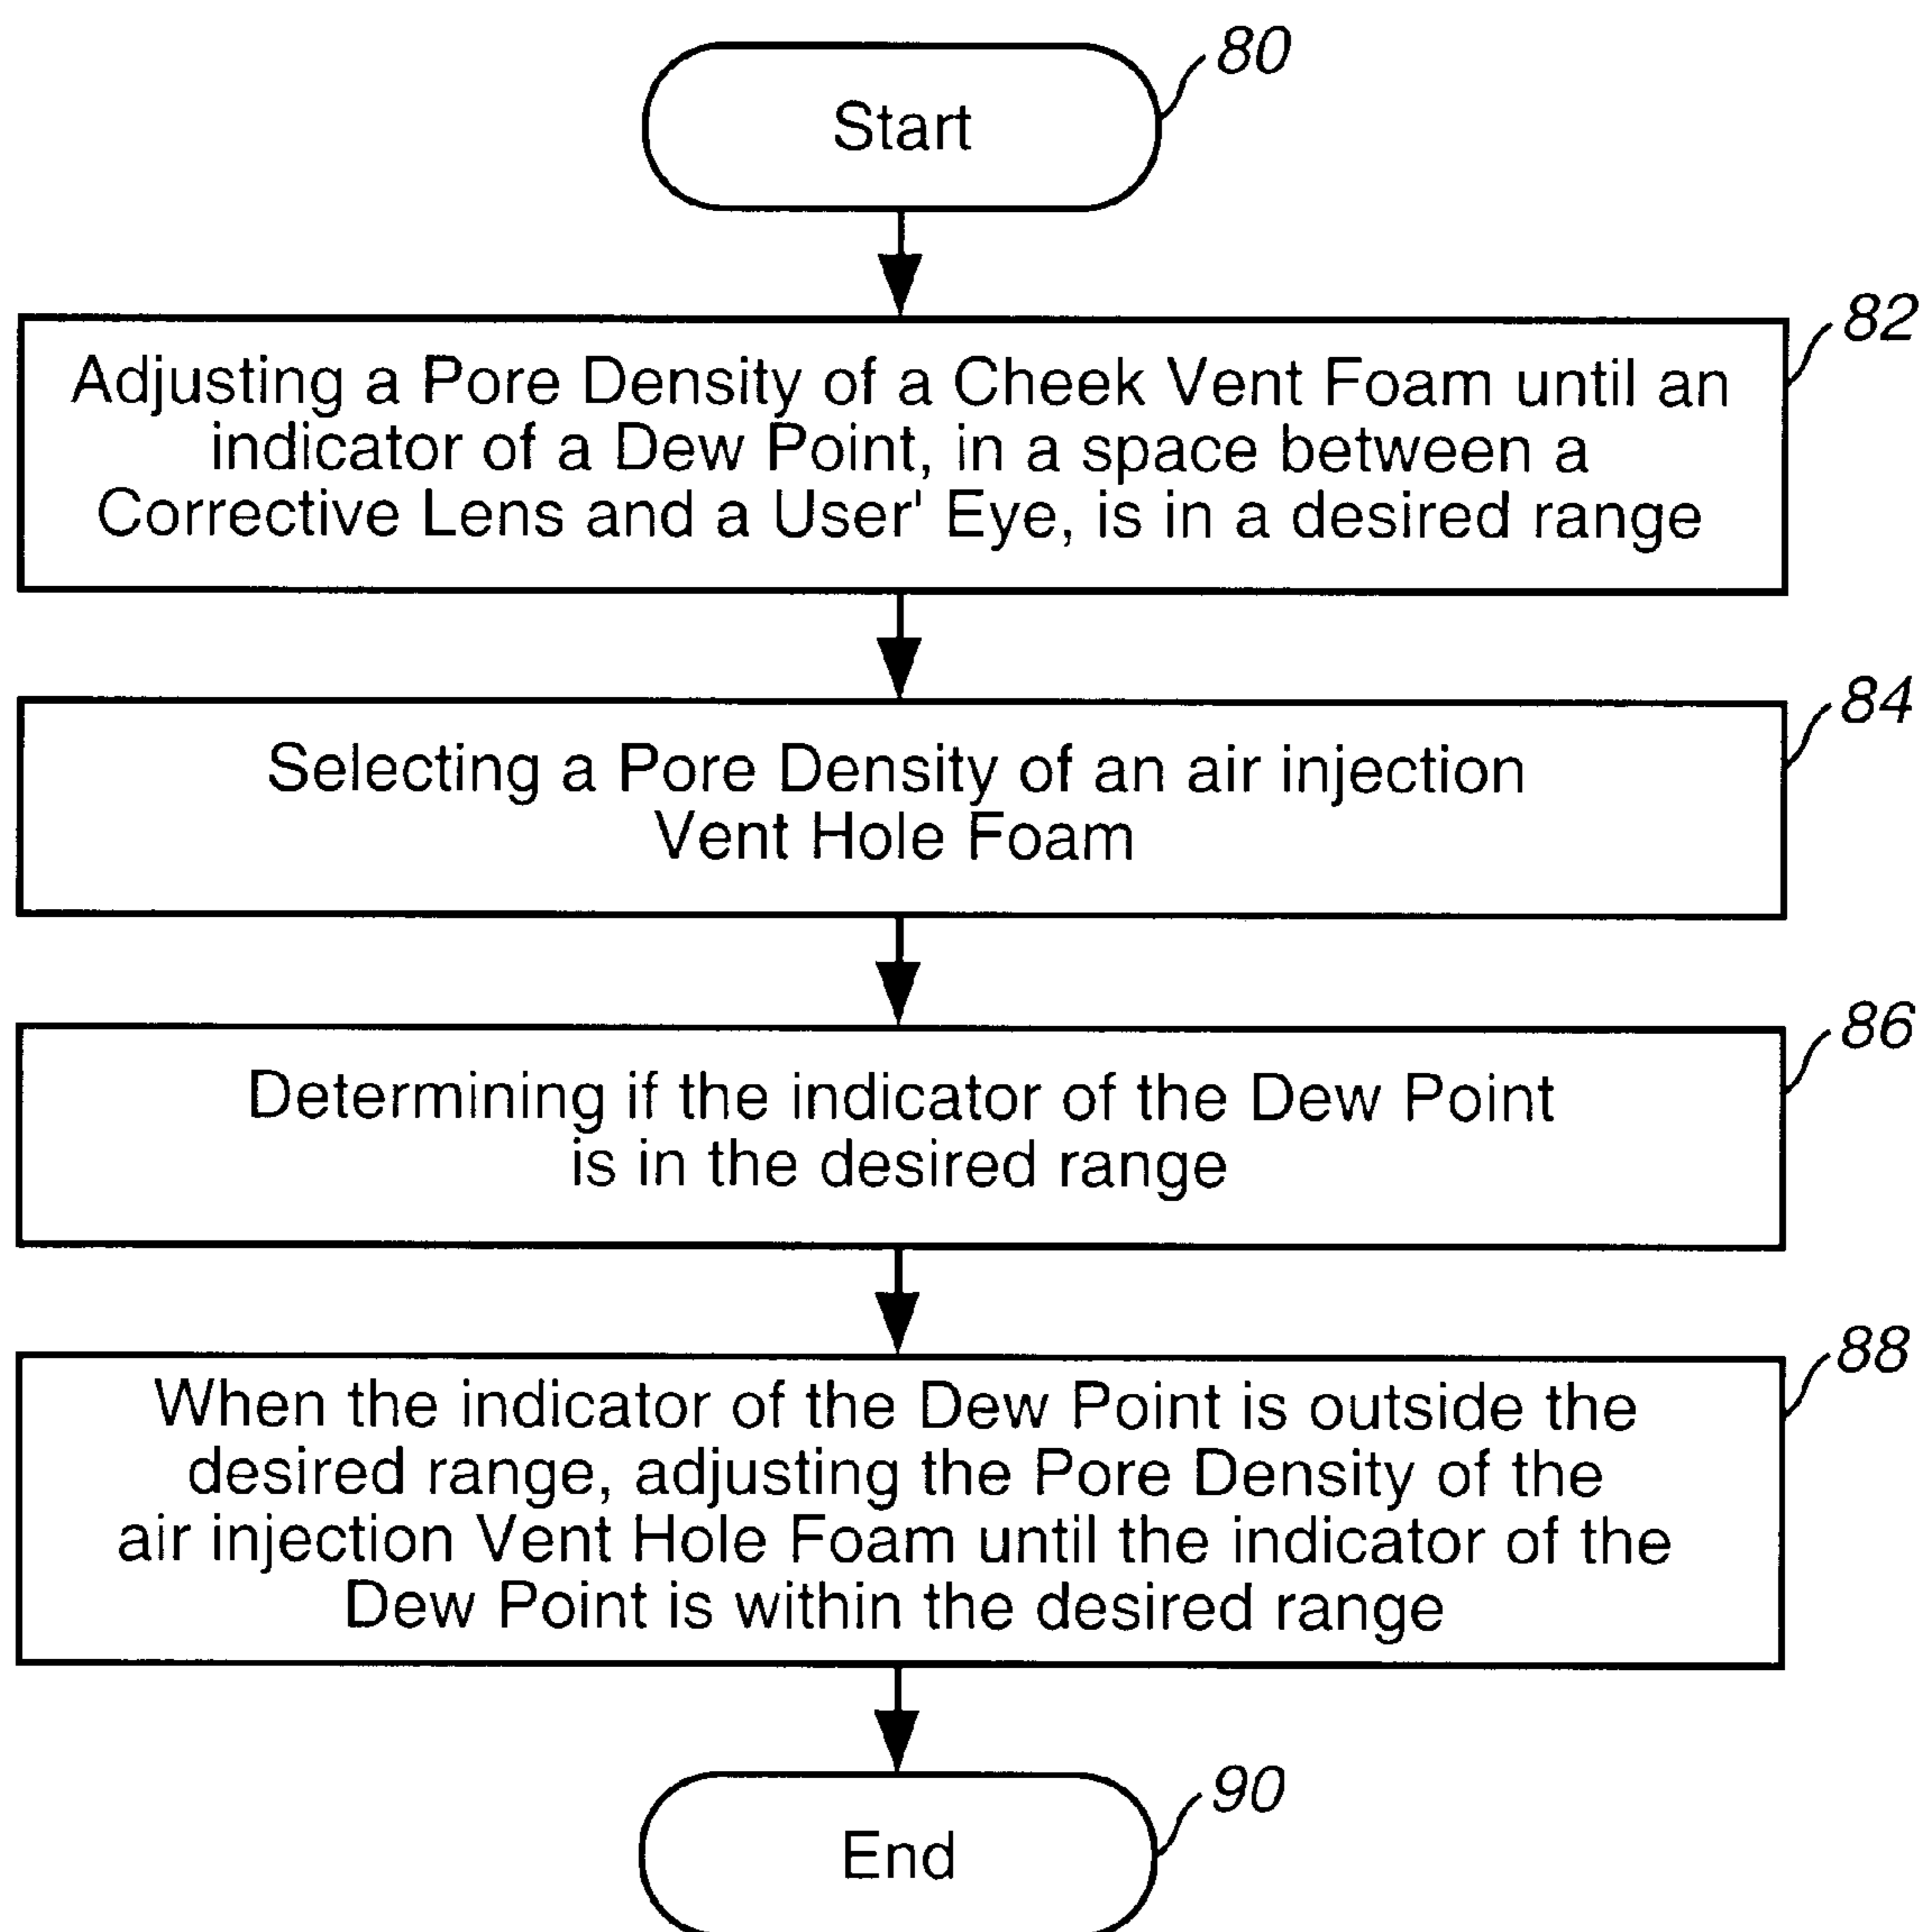 80
Start
82
Adjusting a Pore Density of a Cheek Vent Foam until an
indicator of a Dew Point, in a space between a
Corrective Lens and a User' Eye, is in a desired range
84
Selecting a Pore Density of an air injection
Vent Hole Foam
86
Determining if the indicator of the Dew Point
is in the desired range
88
When the indicator of the Dew Point is outside the
desired range, adjusting the Pore Density of the
air injection Vent Hole Foam until the indicator of the
Dew Point is within the desired range
90
End